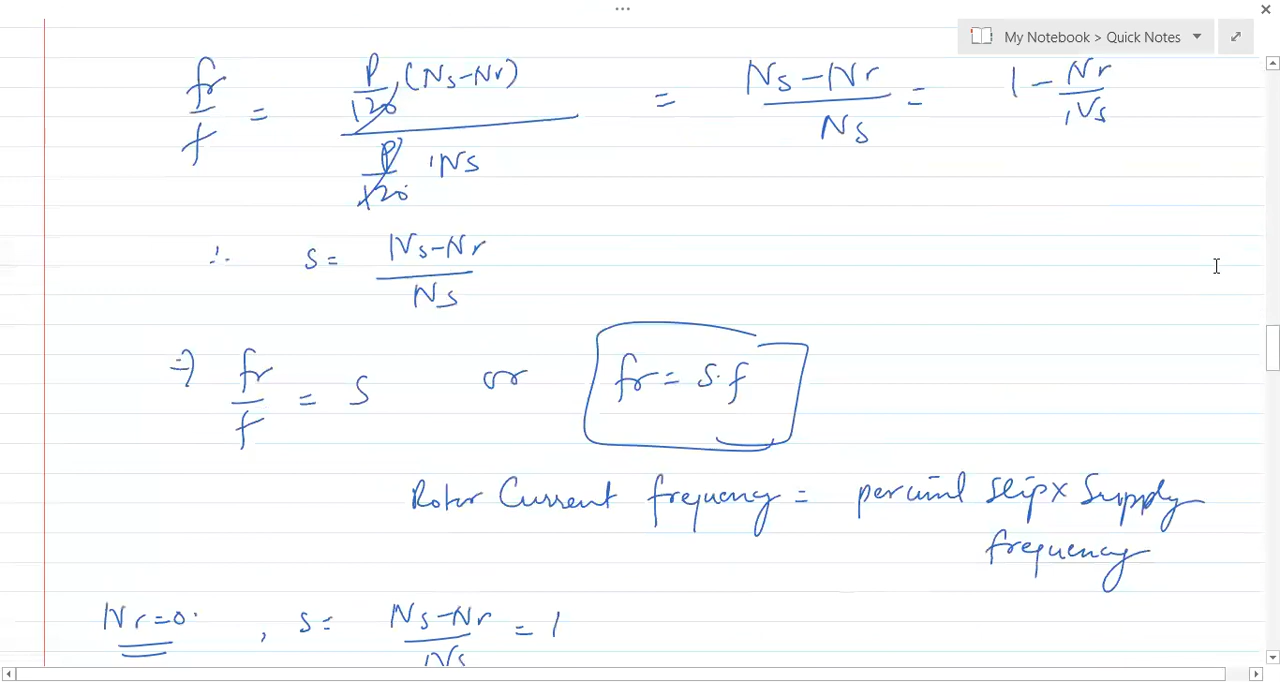 My Notebook > Quick Notes
fr/f = P/120 (Ns-Nr) / P/120 Ns = Ns-Nr/Ns = 1 - Nr/Ns
∴ s = Ns-Nr/Ns
⇒ fr/f = s or fr = s.f
Rotor Current frequency = percent slip x Supply
frequency
Nr=0. , s = Ns-Nr/Ns = 1